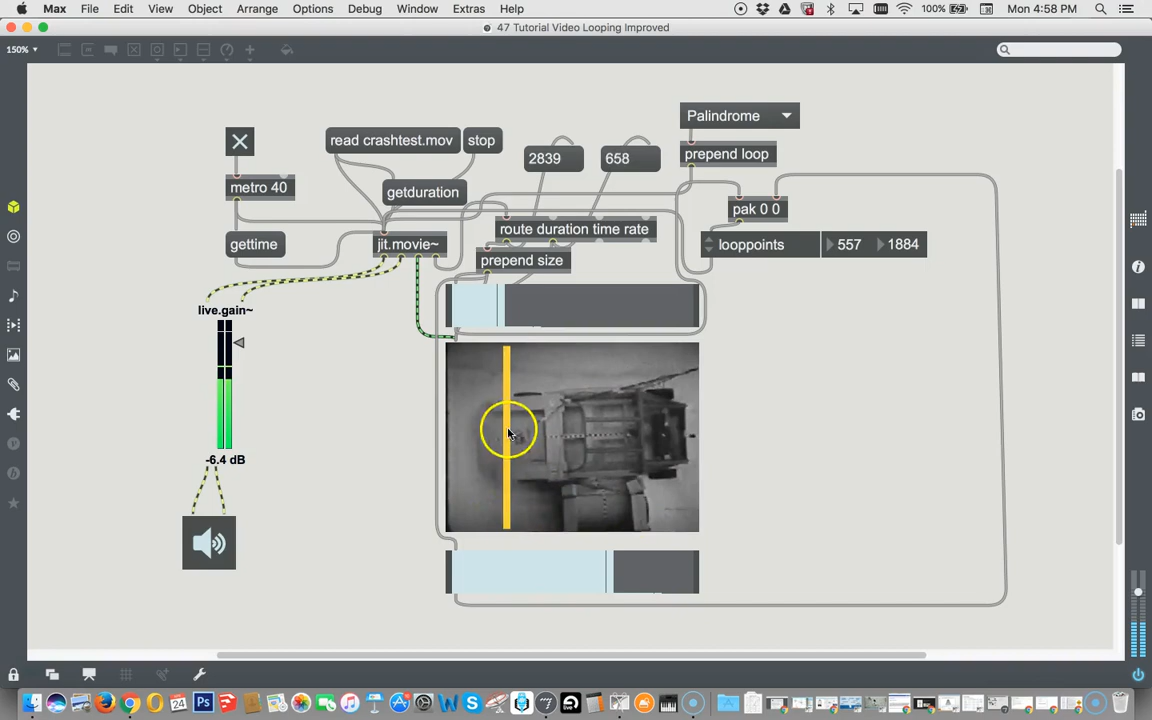 Max File Edit View Object Arrange Options Debug Window Extras Help 100% Mon 4:58 PM
47 Tutorial Video Looping Improved
150%
Palindrome
read crashtest.mov stop
2839 658 prepend loop
metro 40 getduration
pak 0 0
route duration time rate
gettime jit.movie~ looppoints 557 1884
prepend size
live.gain~
-6.4 dB